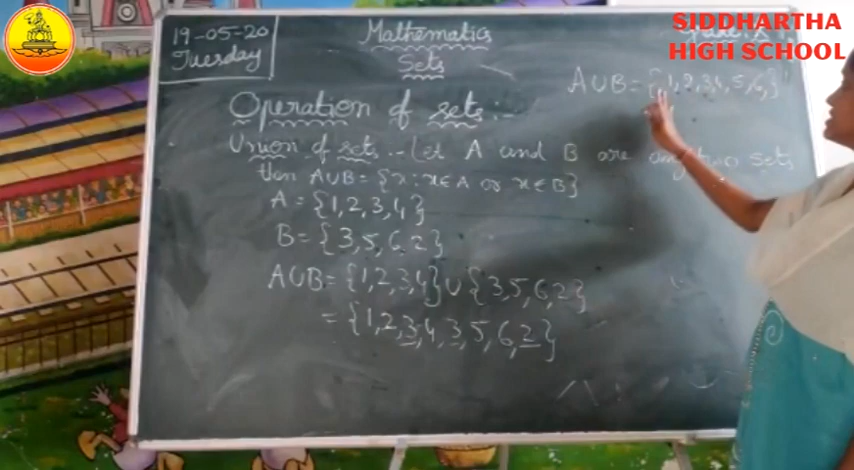 SIDDHARTHA
HIGH SCHOOL
19-05-20
Tuesday
Mathematics
Sets
A∪B={1,2,3,4,5,6,}
Operation of sets:-
Union of sets :- Let A and B are any two sets
then A∪B = {x: x∈A or x∈B}
A = {1,2,3,4}
B = {3,5,6,2}
A∪B = {1,2,3,4}∪{3,5,6,2}
= {1,2,3,4,3,5,6,2}